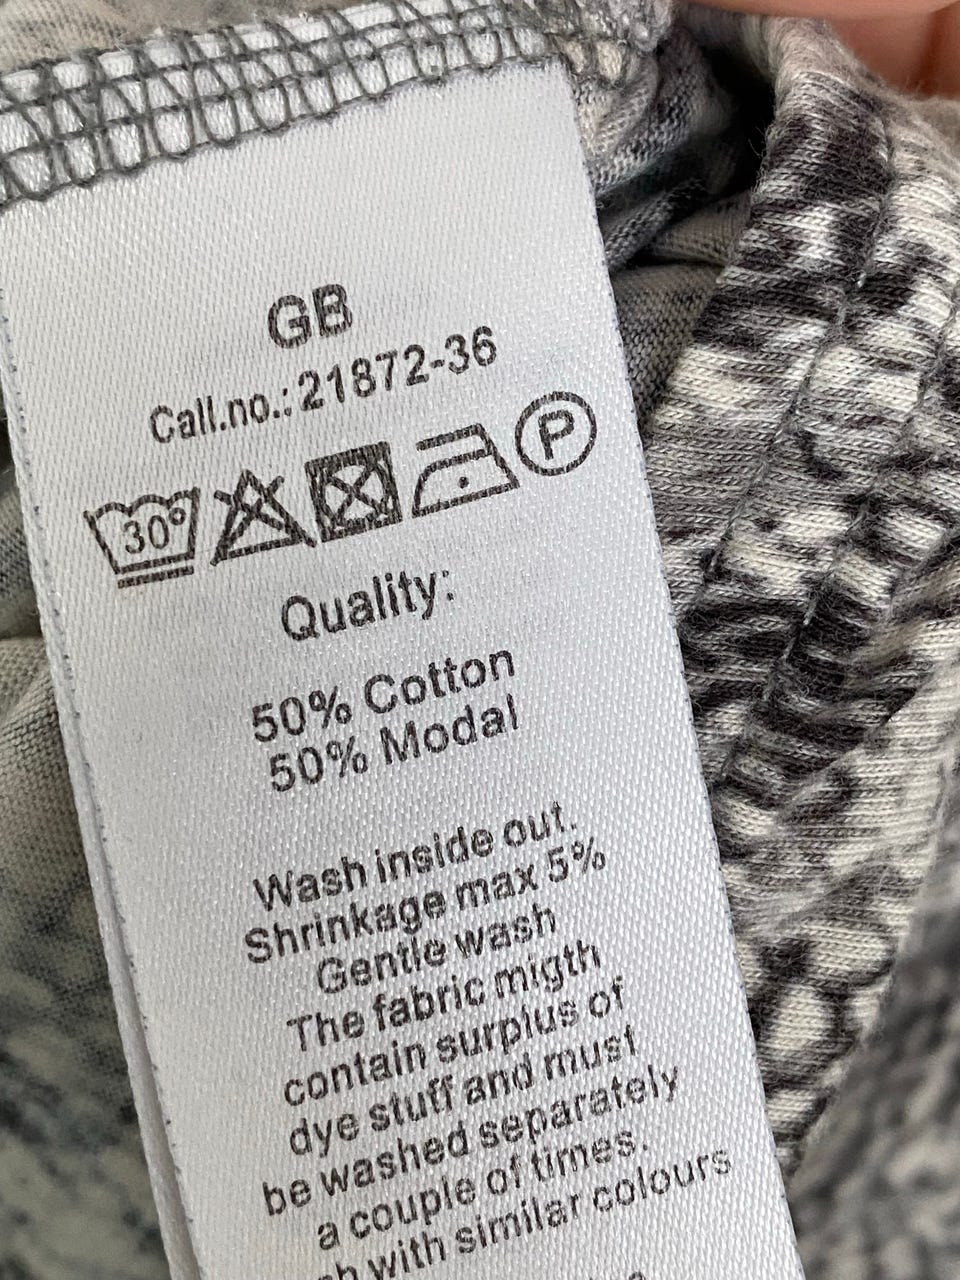 GB
Call.no.: 21872-36
30°
P
Quality:
50% Cotton
50% Modal
Wash inside out.
Shrinkage max 5%
Gentle wash
The fabric migth
contain surplus of
dye stuff and must
be washed separately
a couple of times.
with similar colours